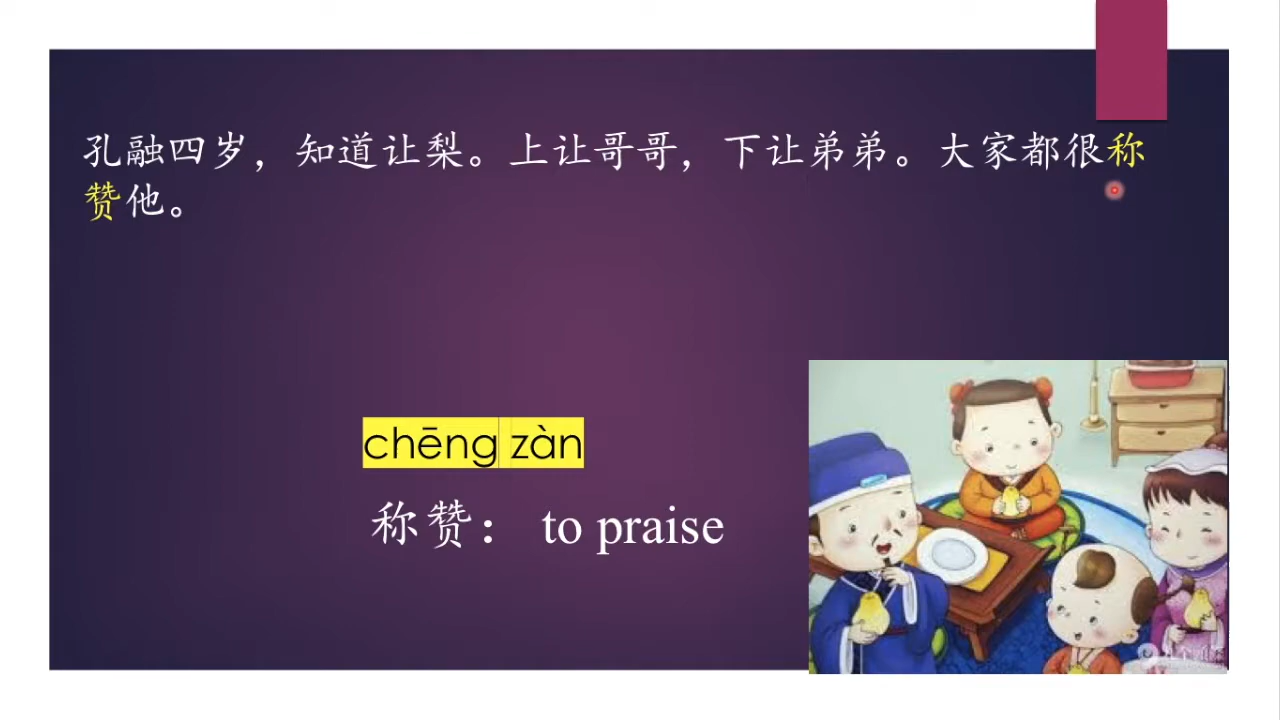 孔融四岁，知道让梨。上让哥哥，下让弟弟。大家都很称
赞他。
chēng zàn
称赞： to praise